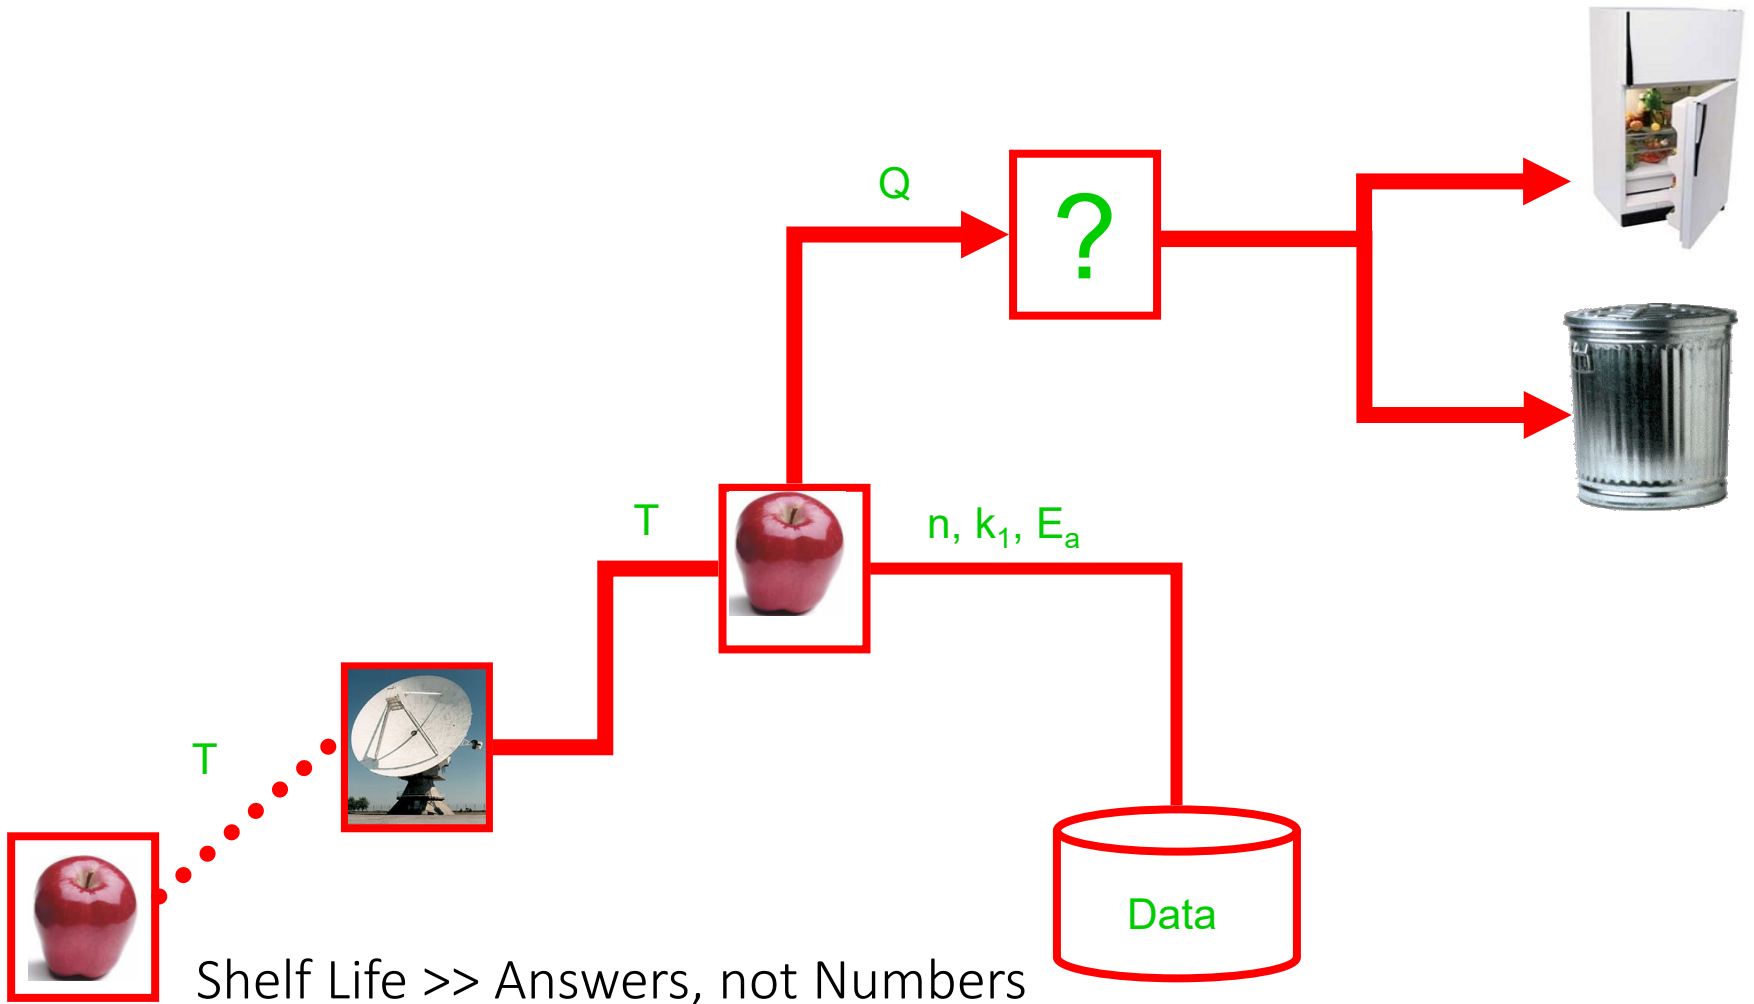 Q
?
T
n, k₁, Eₐ
T
Data
Shelf Life >> Answers, not Numbers